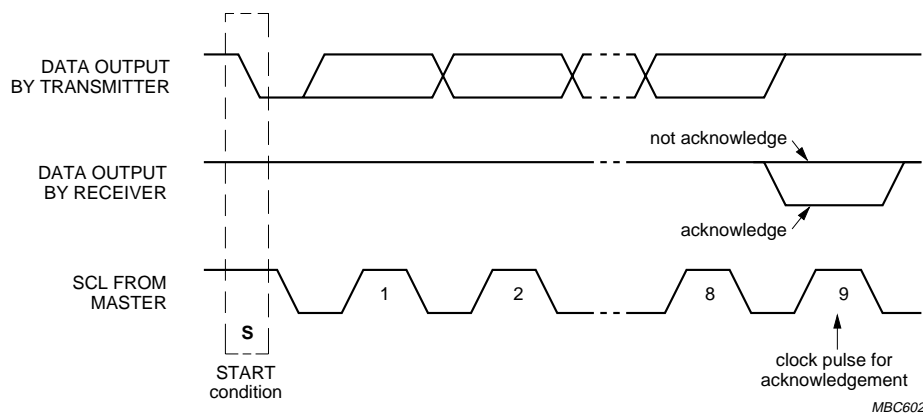 DATA OUTPUT
BY TRANSMITTER
not acknowledge
DATA OUTPUT
BY RECEIVER
acknowledge
SCL FROM
MASTER
1
2
8
9
S
START
condition
clock pulse for
acknowledgement
MBC602